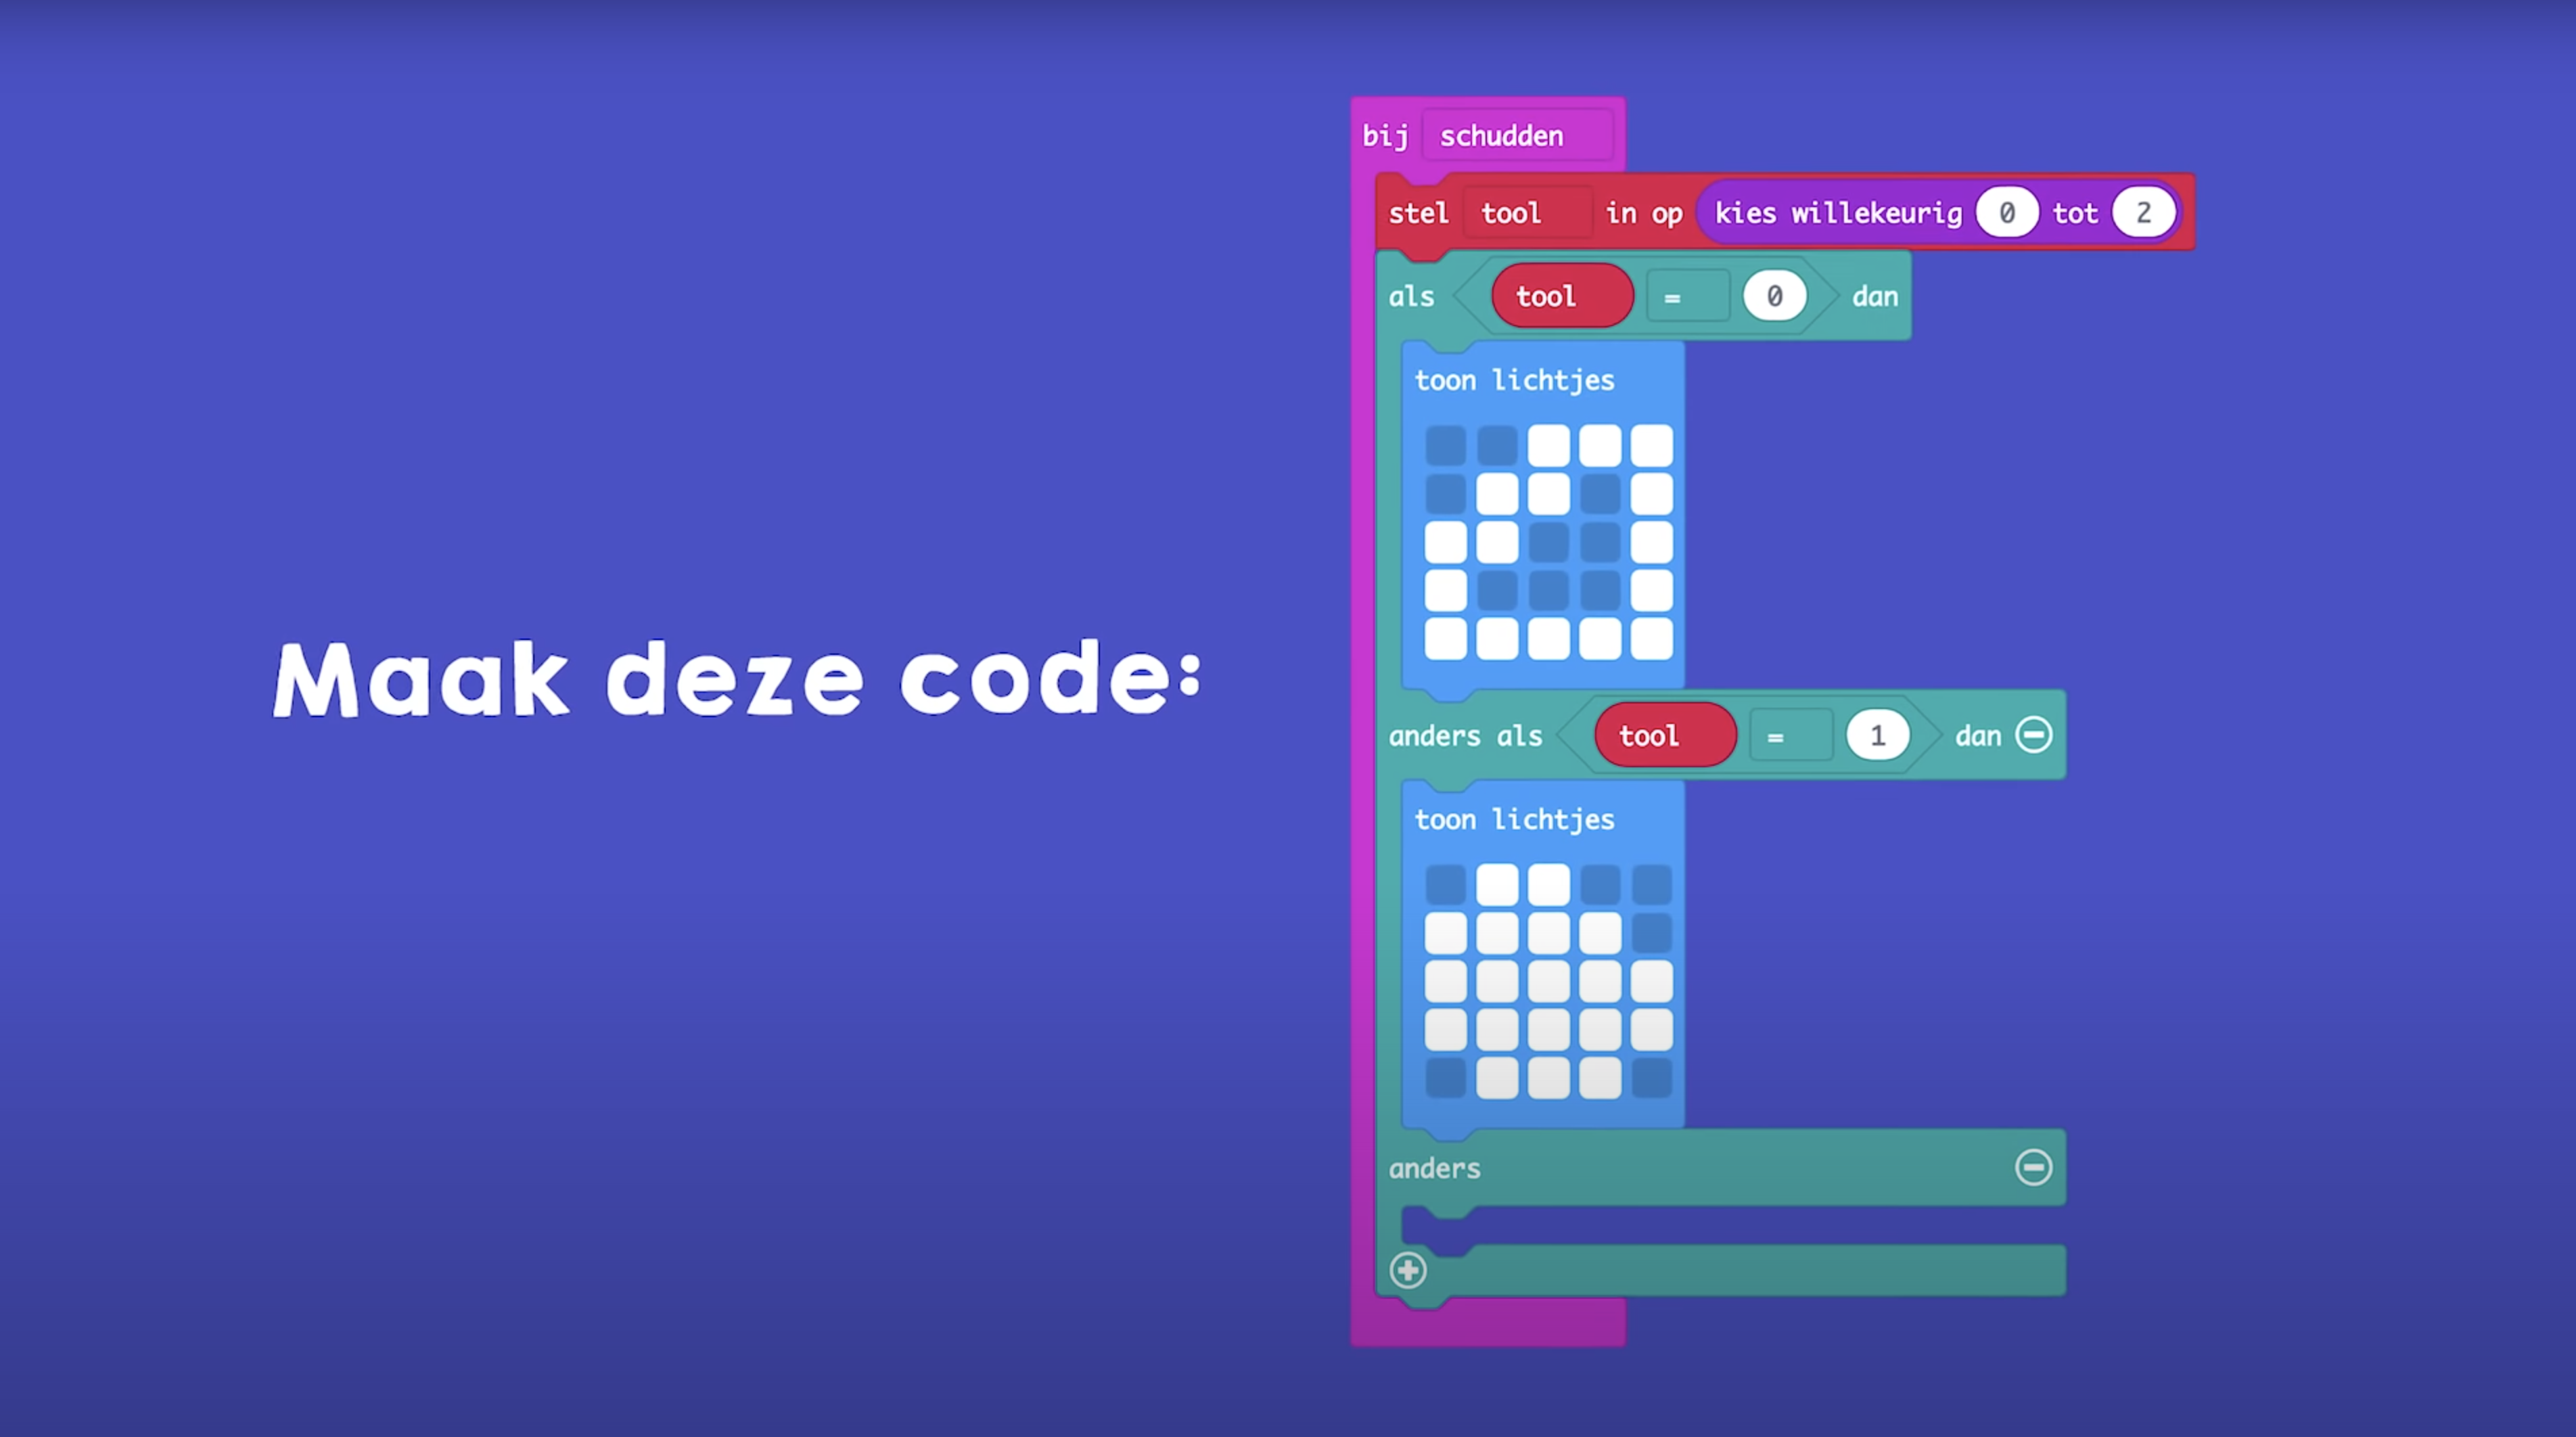 Maak deze code:
bij schudden
stel tool in op kies willekeurig 0 tot 2
als tool = 0 dan
toon lichtjes
anders als tool = 1 dan
toon lichtjes
anders